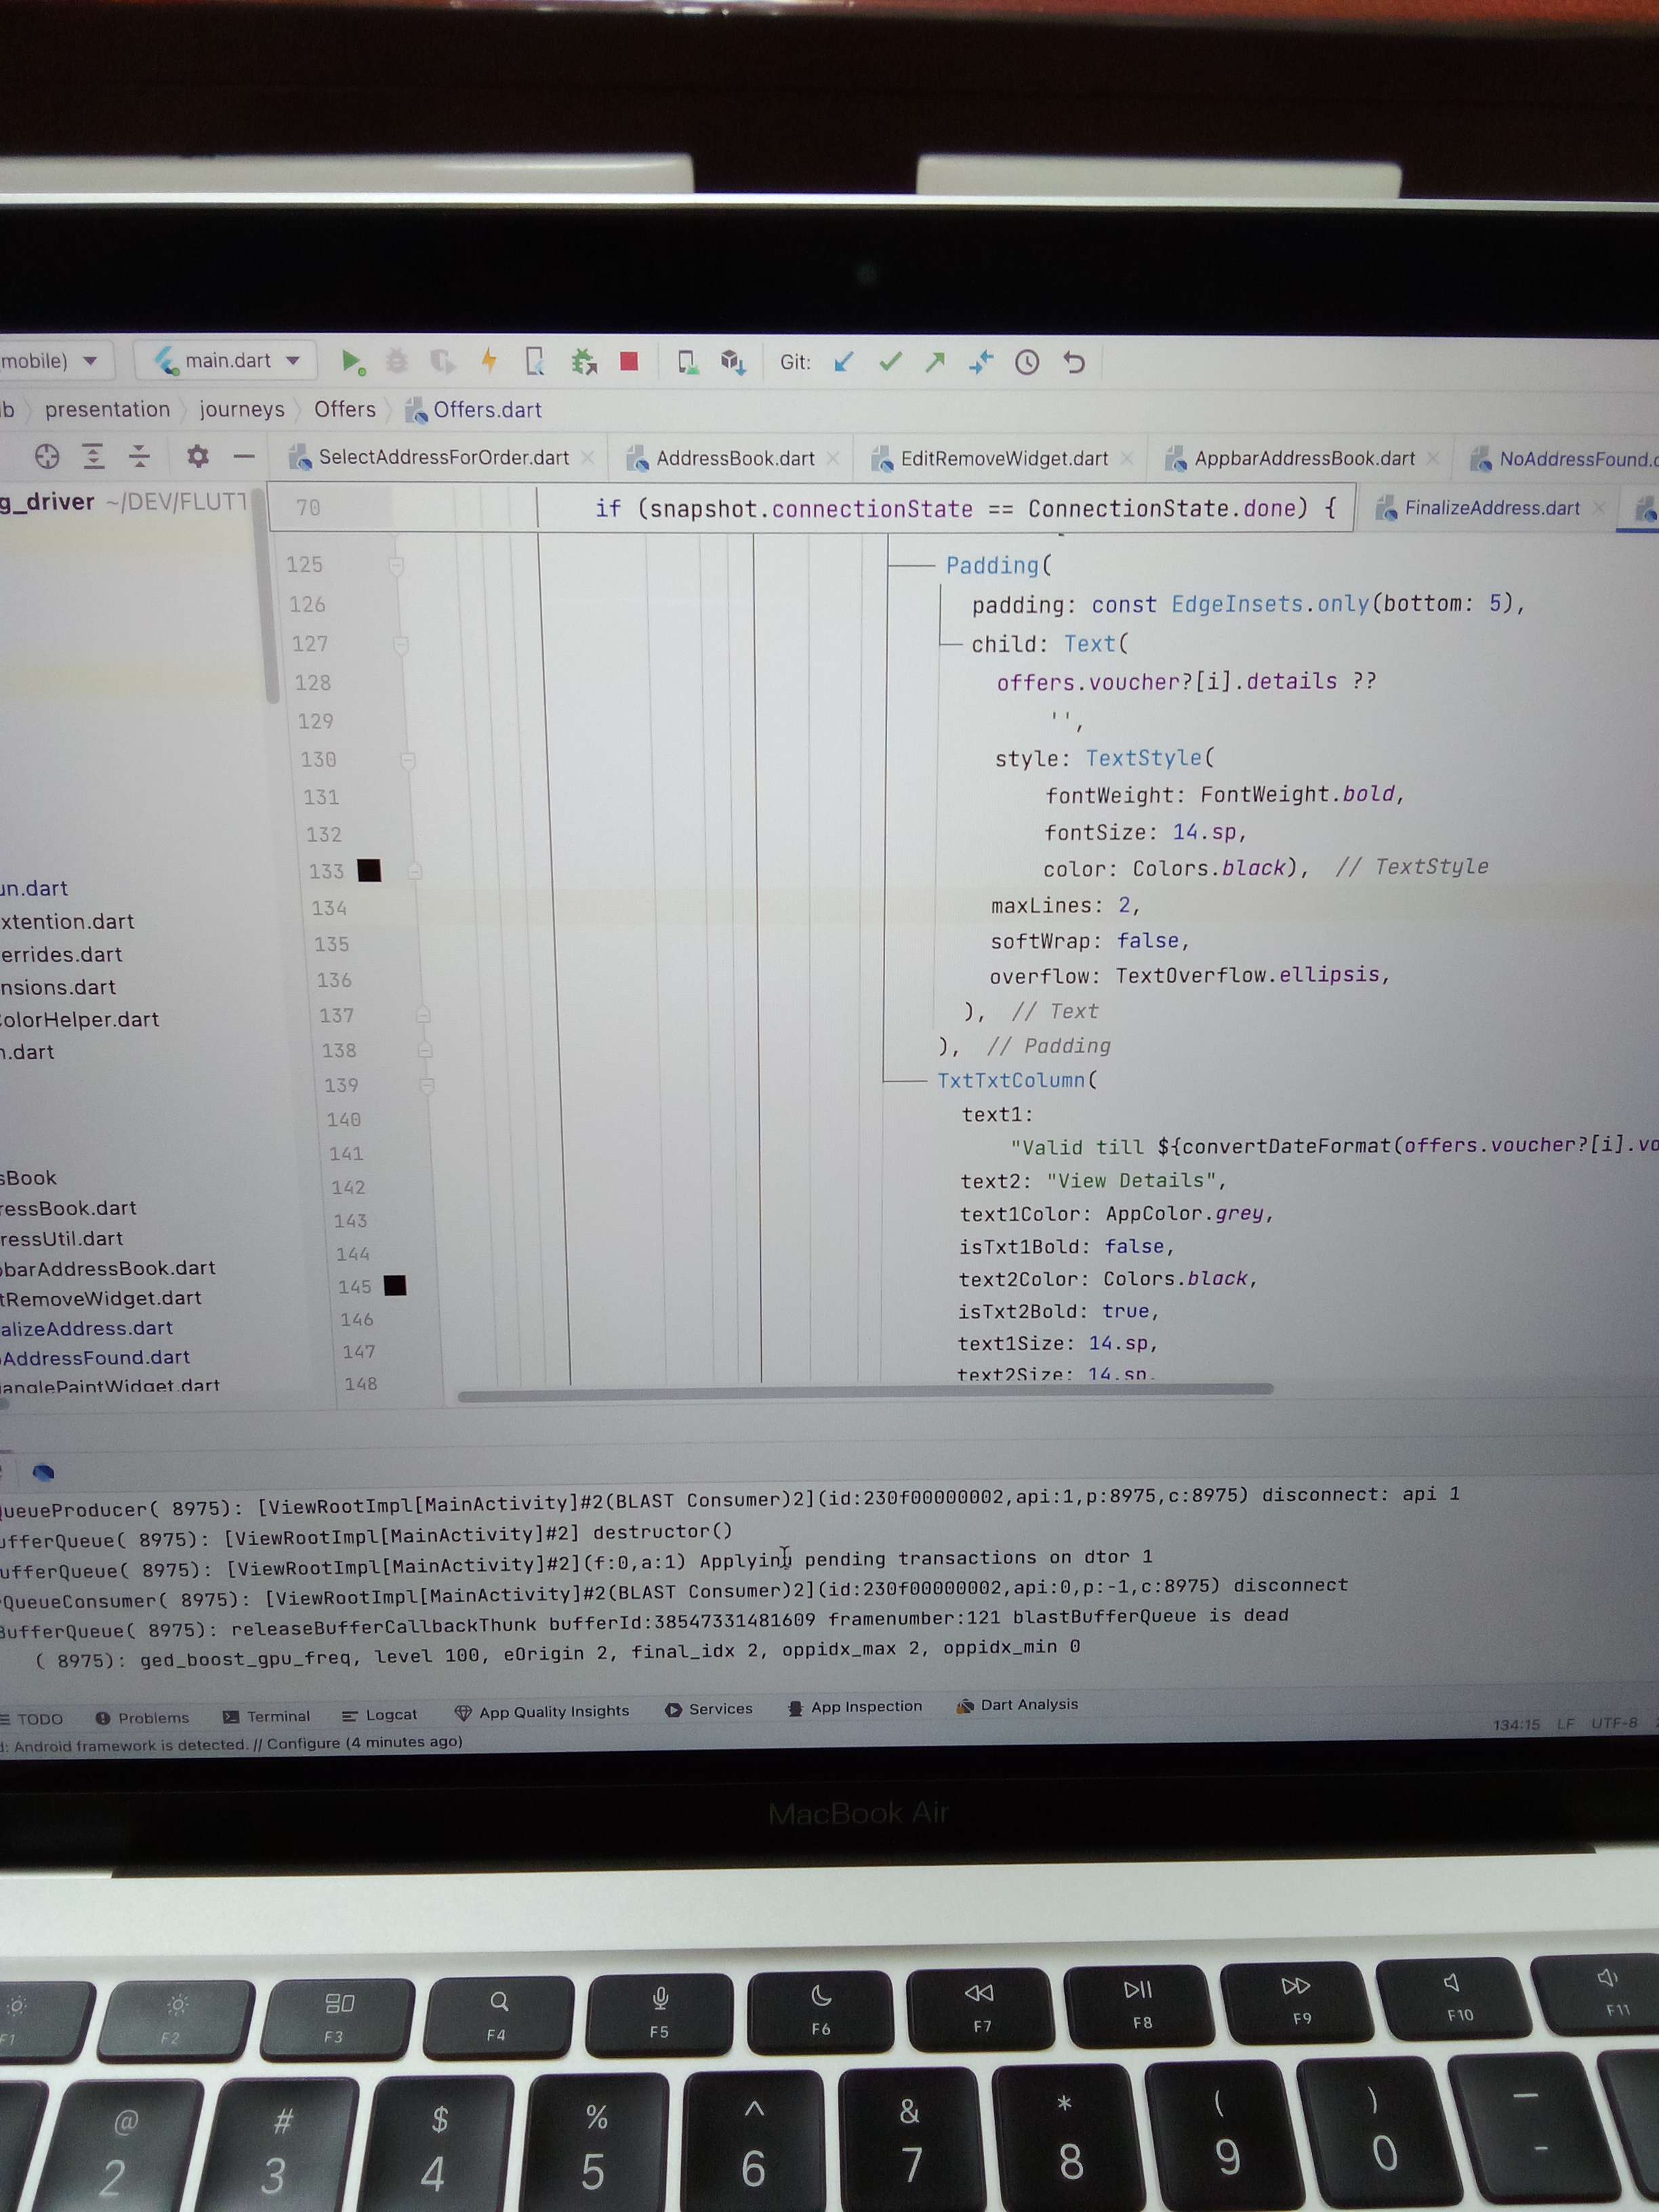 mobile) main.dart Git:
presentation journeys Offers Offers.dart
SelectAddressForOrder.dart AddressBook.dart EditRemoveWidget.dart AppbarAddressBook.dart NoAddressFound.
g_driver ~/DEV/FLUTT
70 if (snapshot.connectionState == ConnectionState.done) { FinalizeAddress.dart
125 Padding(
126 padding: const EdgeInsets.only(bottom: 5),
127 child: Text(
128 offers.voucher?[i].details ??
129 '',
130 style: TextStyle(
131 fontWeight: FontWeight.bold,
132 fontSize: 14.sp,
133 color: Colors.black), // TextStyle
134 maxLines: 2,
135 softWrap: false,
136 overflow: TextOverflow.ellipsis,
137 ), // Text
138 ), // Padding
139 TxtTxtColumn(
140 text1:
141 "Valid till ${convertDateFormat(offers.voucher?[i].vo
142 text2: "View Details",
143 text1Color: AppColor.grey,
144 isTxt1Bold: false,
145 text2Color: Colors.black,
146 isTxt2Bold: true,
147 text1Size: 14.sp,
148 text2Size: 14.sp,
un.dart
xtention.dart
errides.dart
nsions.dart
ColorHelper.dart
n.dart
sBook
ressBook.dart
ressUtil.dart
pbarAddressBook.dart
tRemoveWidget.dart
alizeAddress.dart
oAddressFound.dart
anglePaintWidget.dart
QueueProducer( 8975): [ViewRootImpl[MainActivity]#2(BLAST Consumer)2](id:230f00000002,api:1,p:8975,c:8975) disconnect: api 1
ufferQueue( 8975): [ViewRootImpl[MainActivity]#2] destructor()
ufferQueue( 8975): [ViewRootImpl[MainActivity]#2](f:0,a:1) Applying pending transactions on dtor 1
QueueConsumer( 8975): [ViewRootImpl[MainActivity]#2(BLAST Consumer)2](id:230f00000002,api:0,p:-1,c:8975) disconnect
BufferQueue( 8975): releaseBufferCallbackThunk bufferId:38547331481609 framenumber:121 blastBufferQueue is dead
( 8975): ged_boost_gpu_freq, level 100, eOrigin 2, final_idx 2, oppidx_max 2, oppidx_min 0
TODO Problems Terminal Logcat App Quality Insights Services App Inspection Dart Analysis
134:15 LF UTF-8
d: Android framework is detected. // Configure (4 minutes ago)
MacBook Air
F1 F2 F3 F4 F5 F6 F7 F8 F9 F10 F11
@ # $ % ^ & * ( ) _
2 3 4 5 6 7 8 9 0 -